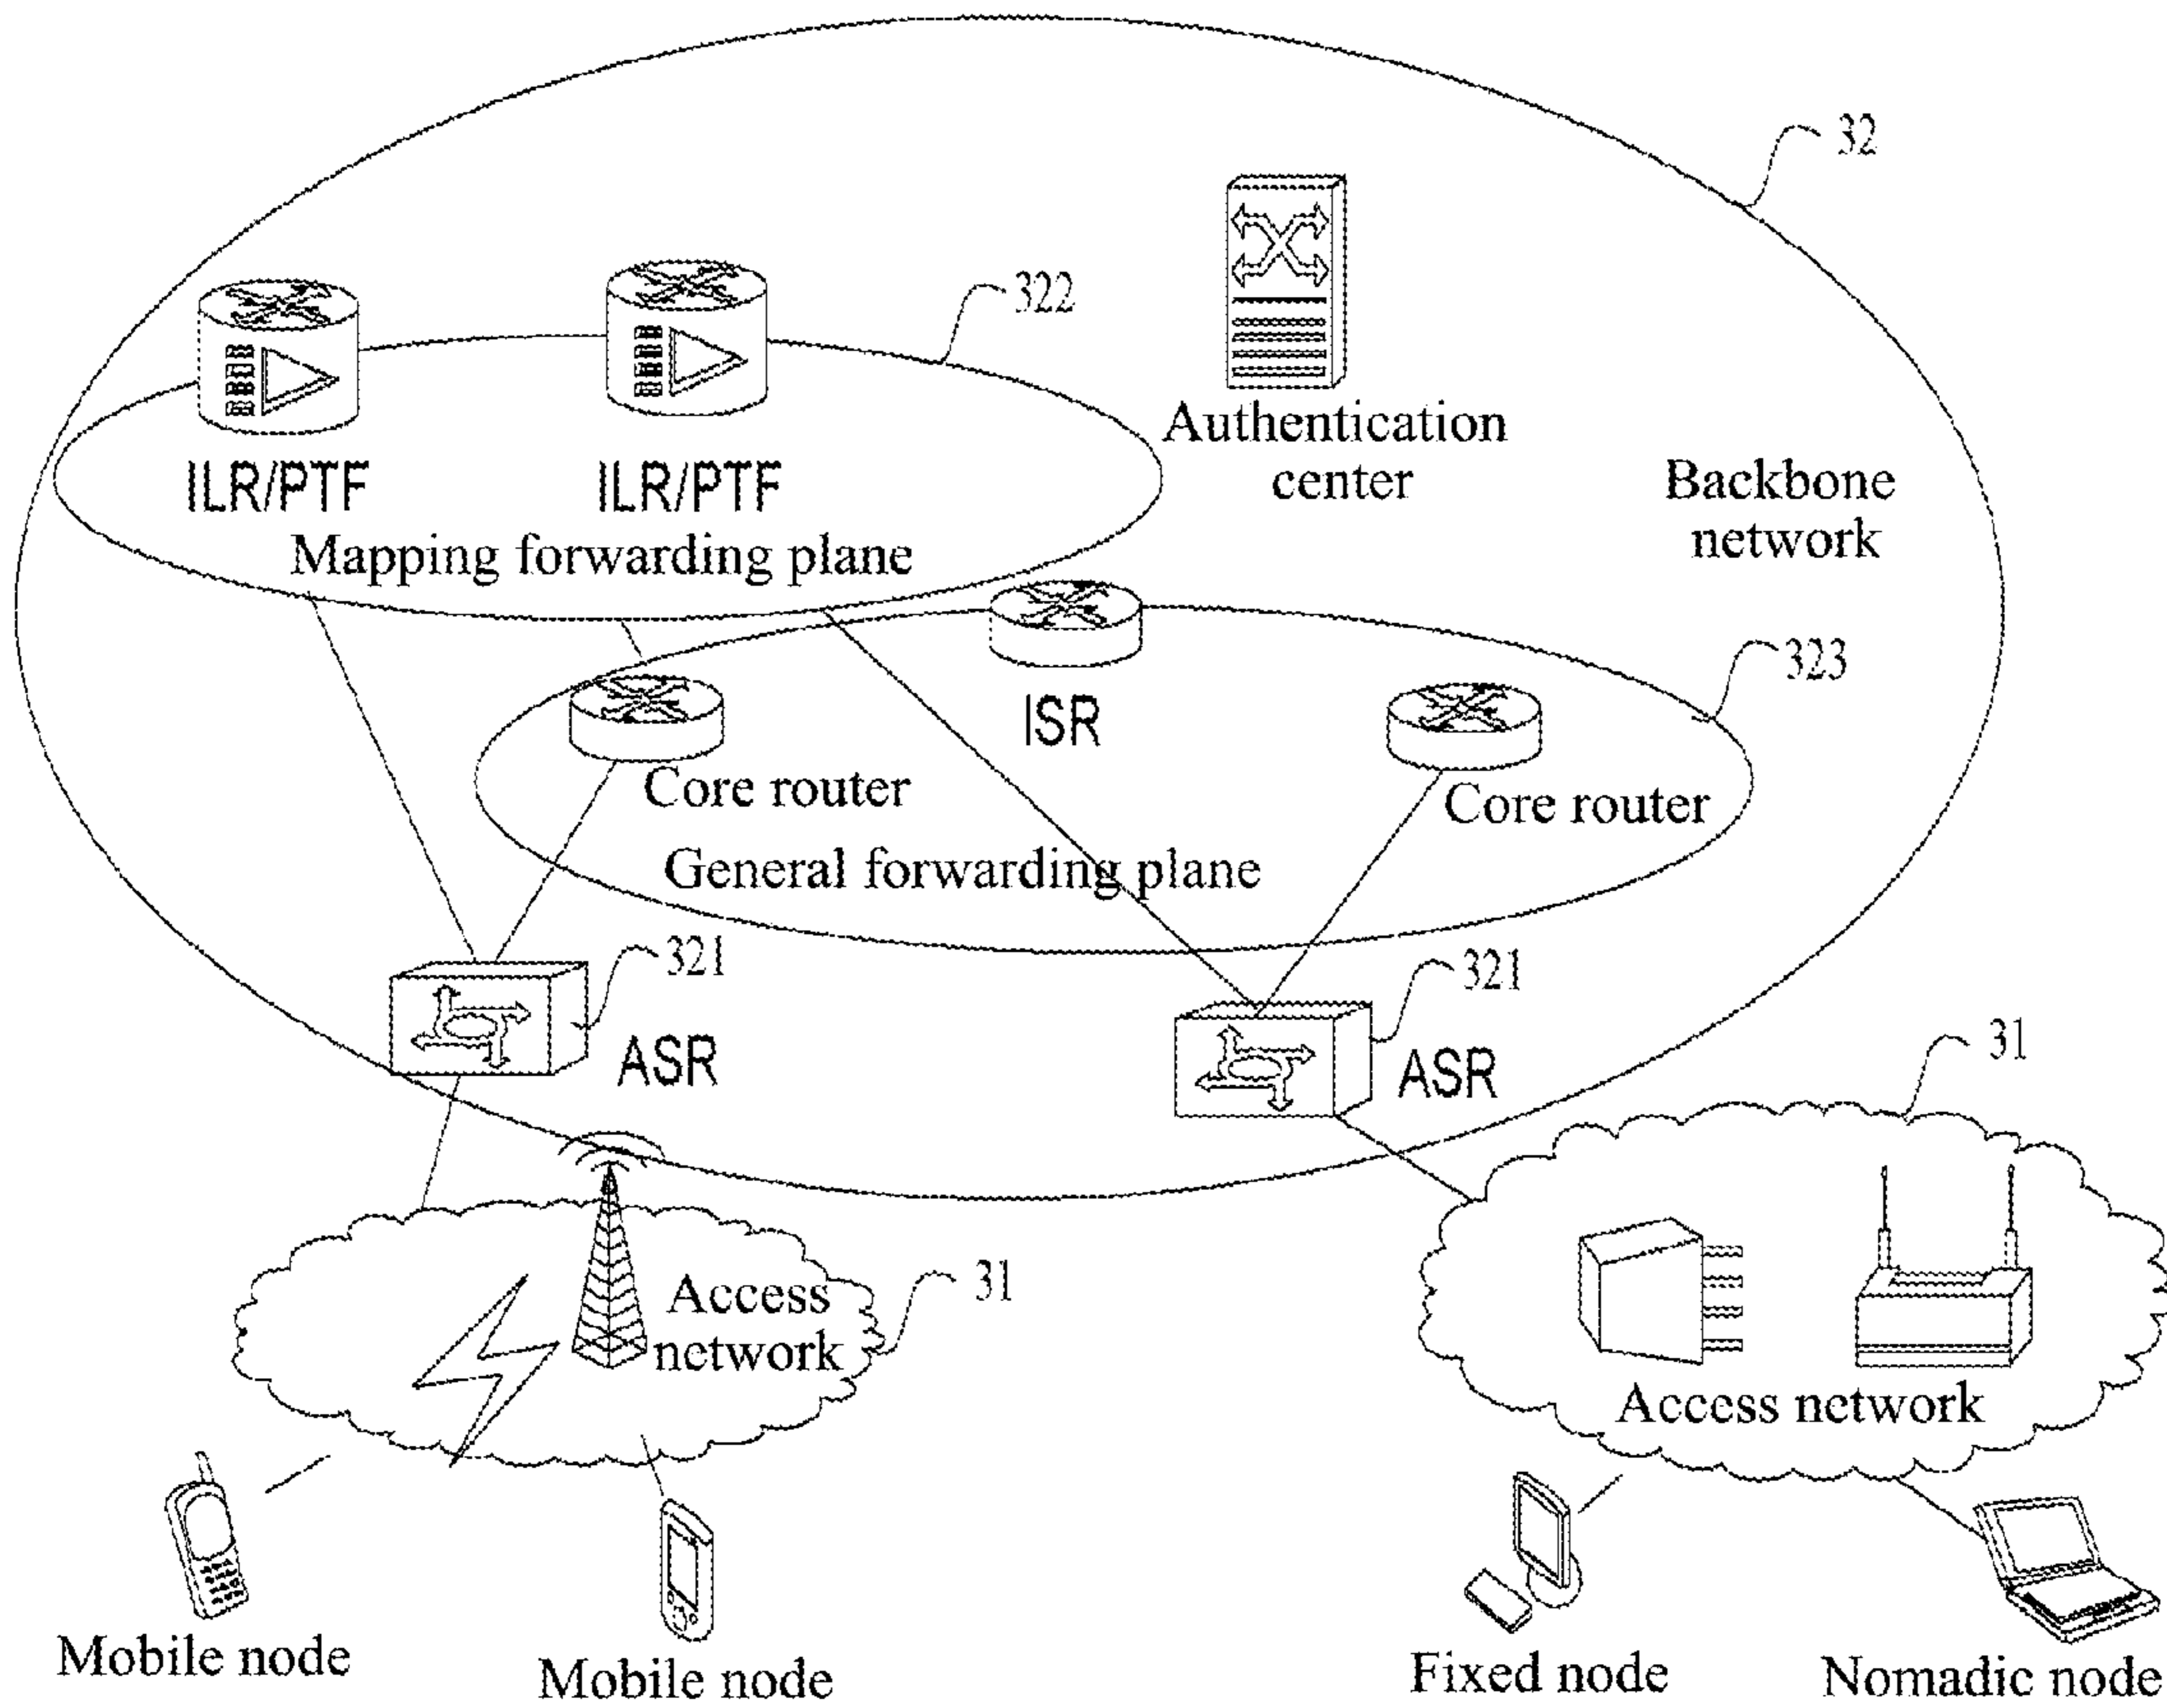 32
322
ILR/PTF
ILR/PTF
Mapping forwarding plane
Authentication
center
Backbone
network
323
ISR
Core router
Core router
General forwarding plane
321
ASR
321
ASR
31
Access
network
31
Access network
Mobile node
Mobile node
Fixed node
Nomadic node